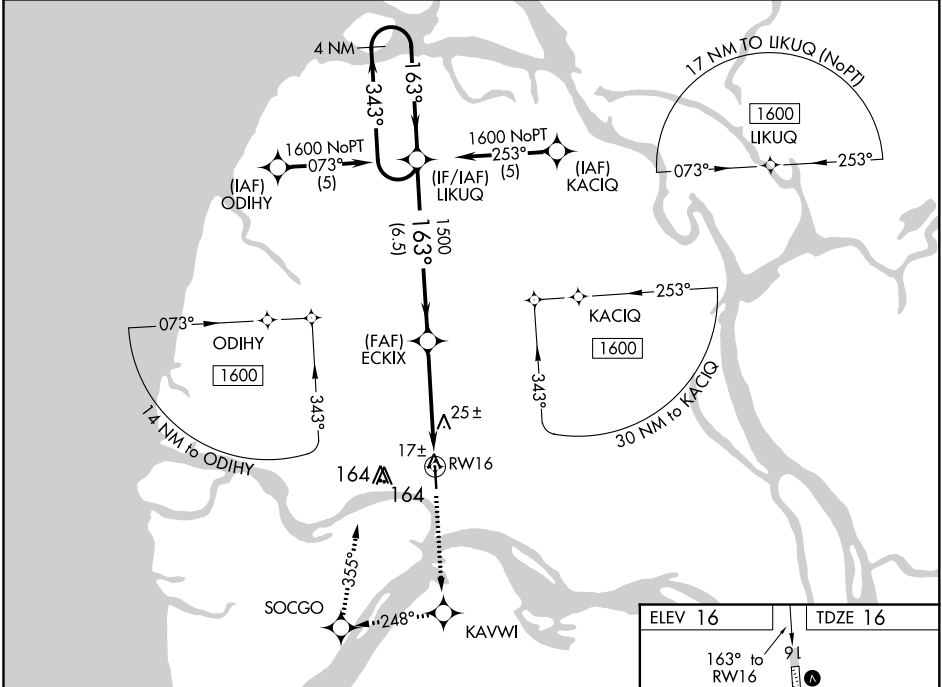 4 NM
163°
343°
17 NM TO LIKUQ (NoPT)
1600
LIKUQ
073°
253°
1600 NoPT
073°
(5)
(IAF)
ODIHY
(IF/IAF)
LIKUQ
1600 NoPT
253°
(5)
(IAF)
KACIQ
1500
163°
(6.5)
073°
ODIHY
1600
343°
14 NM to ODIHY
253°
KACIQ
1600
343°
30 NM to KACIQ
(FAF)
ECKIX
25±
17±
RW16
164
164
355°
SOCGO
248°
KAVWI
ELEV 16
TDZE 16
163° to
RW16
16
A